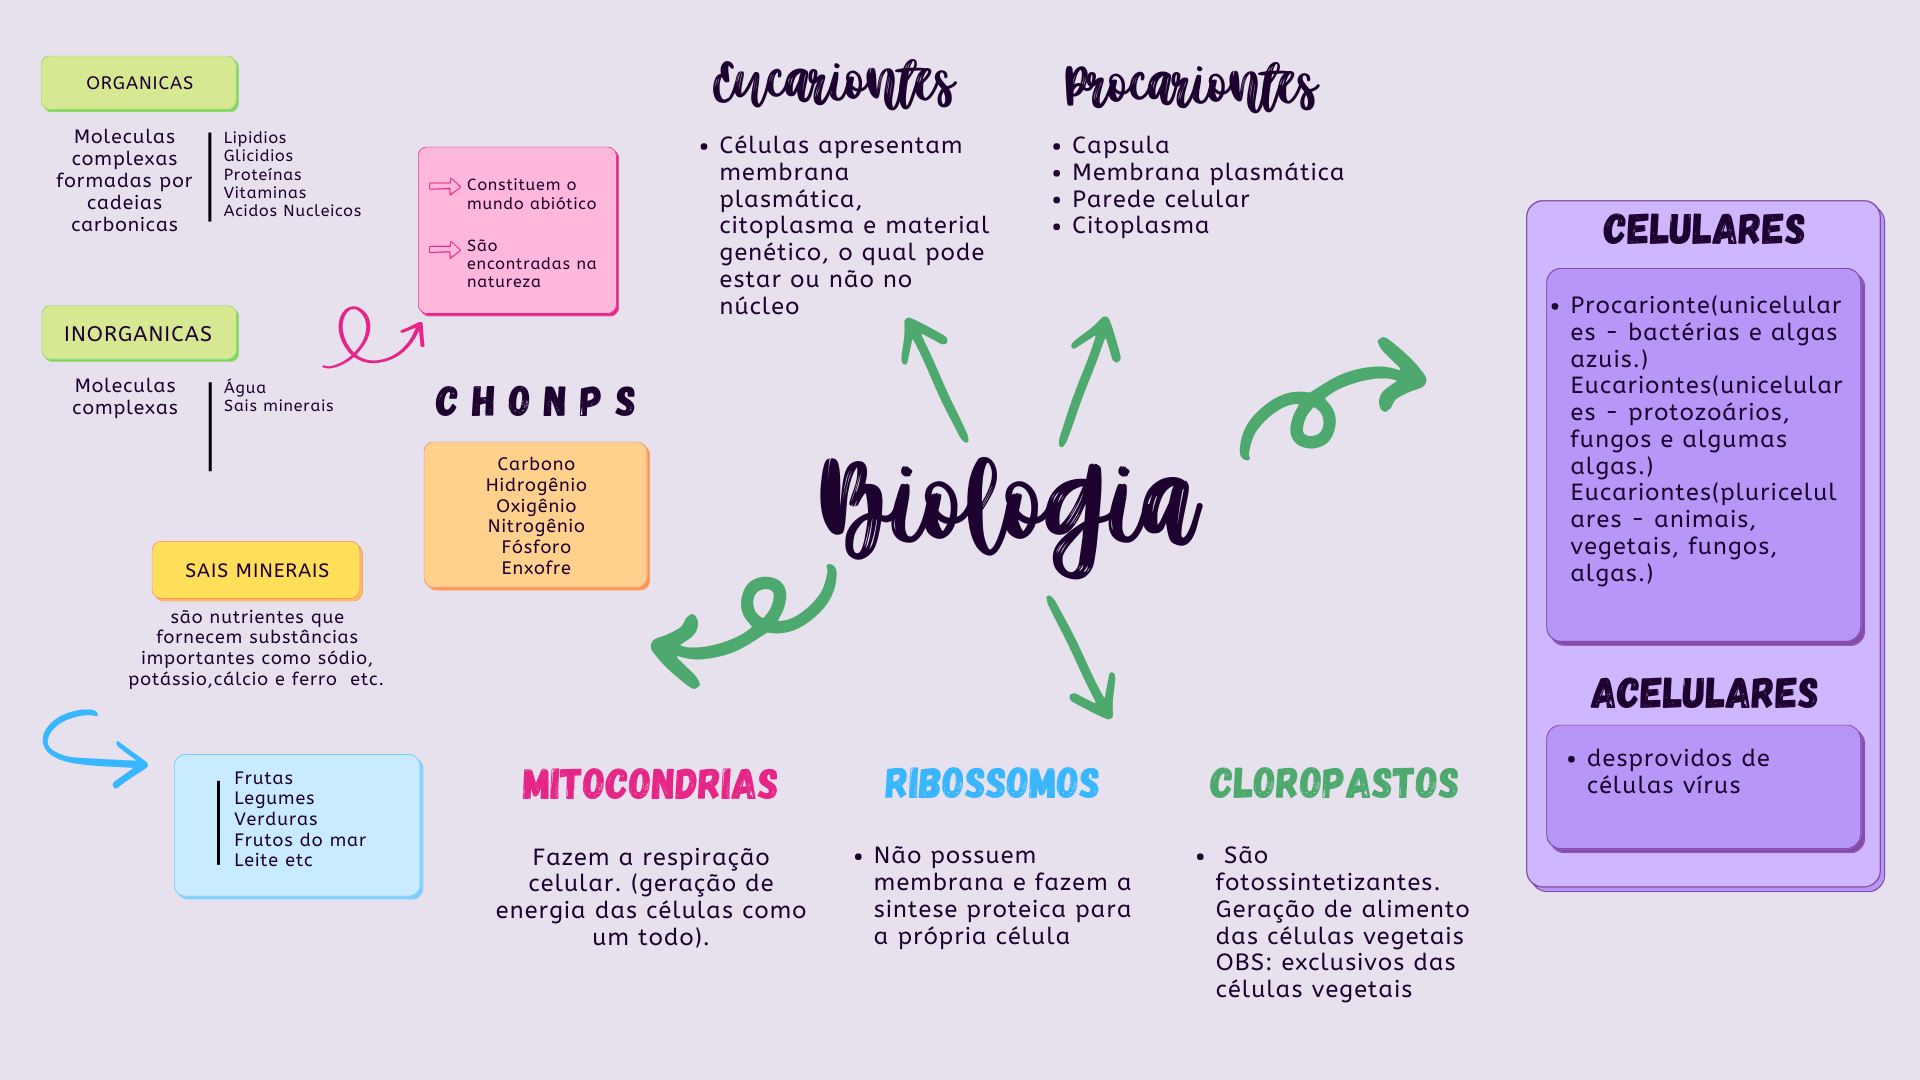 ORGANICAS
Moleculas
complexas
formadas por
cadeias
carbonicas
Lipidios
Glicidios
Proteínas
Vitaminas
Acidos Nucleicos
Constituem o
mundo abiótico
São
encontradas na
natureza
INORGANICAS
Moleculas
complexas
Água
Sais minerais
CHONPS
Carbono
Hidrogênio
Oxigênio
Nitrogênio
Fósforo
Enxofre
SAIS MINERAIS
são nutrientes que
fornecem substâncias
importantes como sódio,
potássio,cálcio e ferro  etc.
Frutas
Legumes
Verduras
Frutos do mar
Leite etc
Eucariontes
• Células apresentam
membrana
plasmática,
citoplasma e material
genético, o qual pode
estar ou não no
núcleo
Procariontes
• Capsula
• Membrana plasmática
• Parede celular
• Citoplasma
Biologia
MITOCONDRIAS
Fazem a respiração
celular. (geração de
energia das células como
um todo).
RIBOSSOMOS
• Não possuem
membrana e fazem a
sintese proteica para
a própria célula
CLOROPASTOS
• São
fotossintetizantes.
Geração de alimento
das células vegetais
OBS: exclusivos das
células vegetais
CELULARES
• Procarionte(unicelular
es - bactérias e algas
azuis.)
Eucariontes(unicelular
es - protozoários,
fungos e algumas
algas.)
Eucariontes(pluricelul
ares - animais,
vegetais, fungos,
algas.)
ACELULARES
• desprovidos de
células vírus